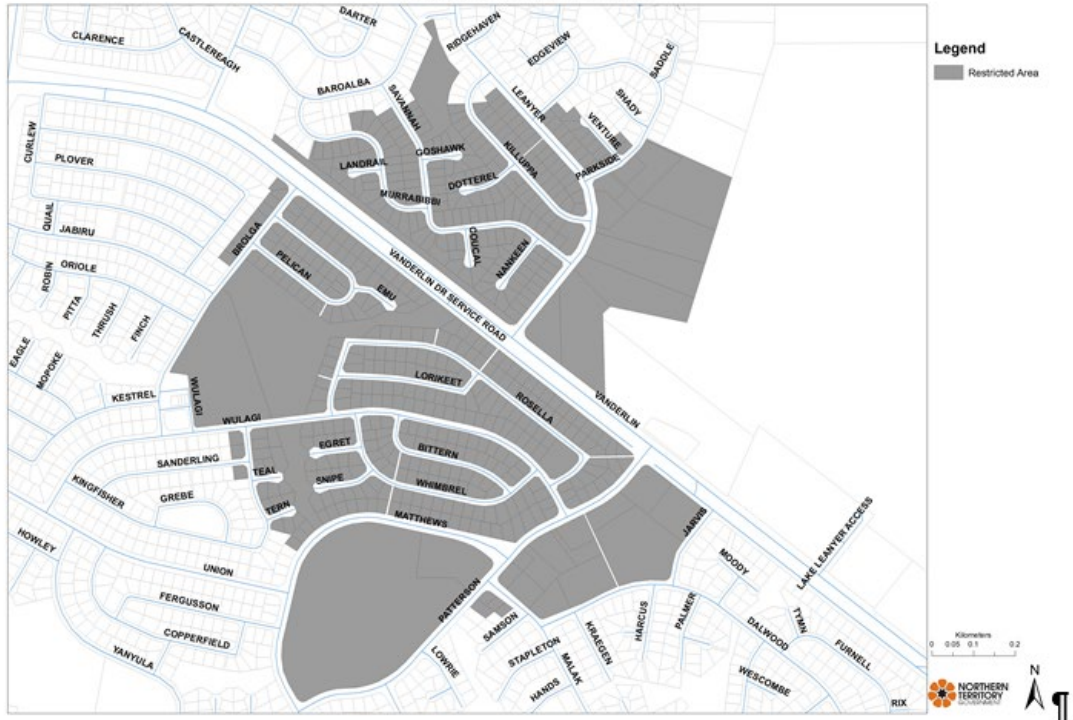 DARTER
RIDGEHAVEN
CLARENCE
CASTLEREAGH
EDGEVIEW
SADDLE
BAROALBA
SAVANNAH
LEANYER
SHADY
VENTURE
CURLEW
PLOVER
GOSHAWK
KILLUPPA
LANDRAIL
DOTTEREL
PARKSIDE
MURRABIBBI
QUAIL
JABIRU
BROLGA
COUCAL
NANKEEN
ORIOLE
ROBIN
PELICAN
EMU
VANDERLIN DR SERVICE ROAD
PITTA
THRUSH
FINCH
EAGLE
MOPOKE
KESTREL
WULAGI
LORIKEET
ROSELLA
VANDERLIN
WULAGI
EGRET
BITTERN
SANDERLING
TEAL
SNIPE
WHIMBREL
KINGFISHER
GREBE
TERN
MATTHEWS
JARVIS
HOWLEY
UNION
MOODY
LAKE LEANYER ACCESS
FERGUSSON
PATTERSON
COPPERFIELD
SAMSON
HARCUS
PALMER
TYMN
YANYULA
LOWRIE
STAPLETON
KRAEGEN
DALWOOD
FURNELL
MALAK
HANDS
WESCOMBE
RIX
Legend
Restricted Area
Kilometers
0 0.05 0.1 0.2
N
NORTHERN
TERRITORY
GOVERNMENT
¶